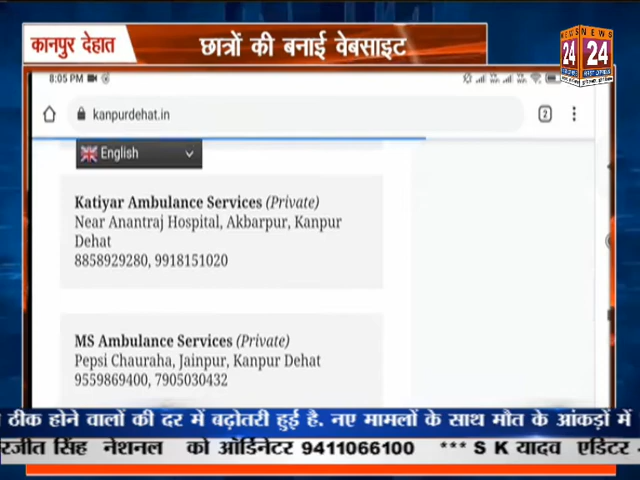 कानपुर देहात
छात्रों की बनाई वेबसाइट
NEWS NEWS
24 24
8:05 PM
kanpurdehat.in
2
English
Katiyar Ambulance Services (Private)
Near Anantraj Hospital, Akbarpur, Kanpur
Dehat
8858929280, 9918151020
MS Ambulance Services (Private)
Pepsi Chauraha, Jainpur, Kanpur Dehat
9559869400, 7905030432
ठीक होने वालों की दर में बढ़ोतरी हुई है. नए मामलों के साथ मौत के आंकड़ों में
रजीत सिंह नेशनल को ऑर्डिनेटर 9411066100 *** S K यादव एडिटर